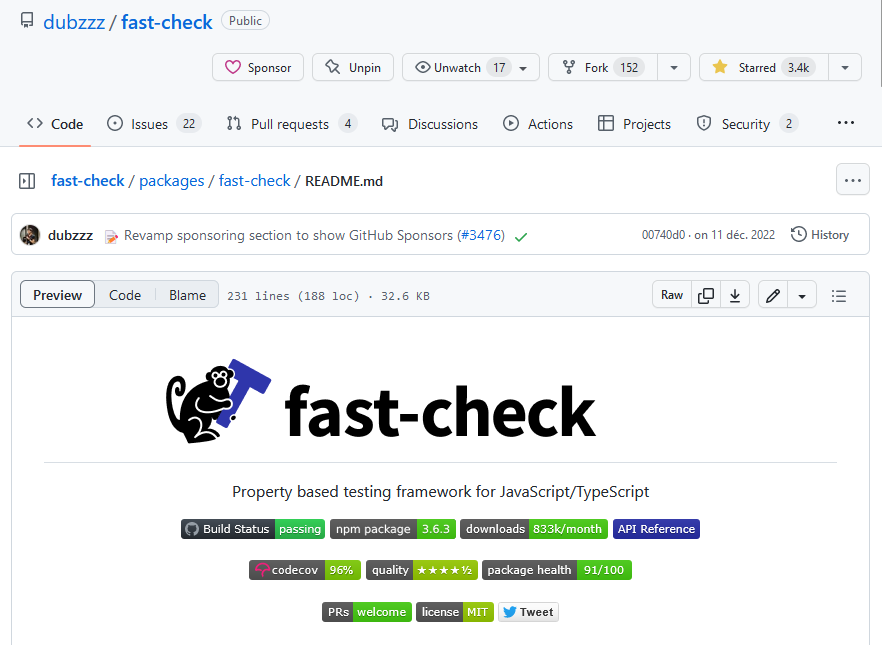 dubzzz / fast-check Public
Sponsor Unpin Unwatch 17 Fork 152 Starred 3.4k
Code Issues 22 Pull requests 4 Discussions Actions Projects Security 2 ...
fast-check / packages / fast-check / README.md ...
dubzzz Revamp sponsoring section to show GitHub Sponsors (#3476) 00740d0 · on 11 déc. 2022 History
Preview Code Blame 231 lines (188 loc) · 32.6 KB Raw
fast-check
Property based testing framework for JavaScript/TypeScript
Build Status passing npm package 3.6.3 downloads 833k/month API Reference
codecov 96% quality ★★★★½ package health 91/100
PRs welcome license MIT Tweet